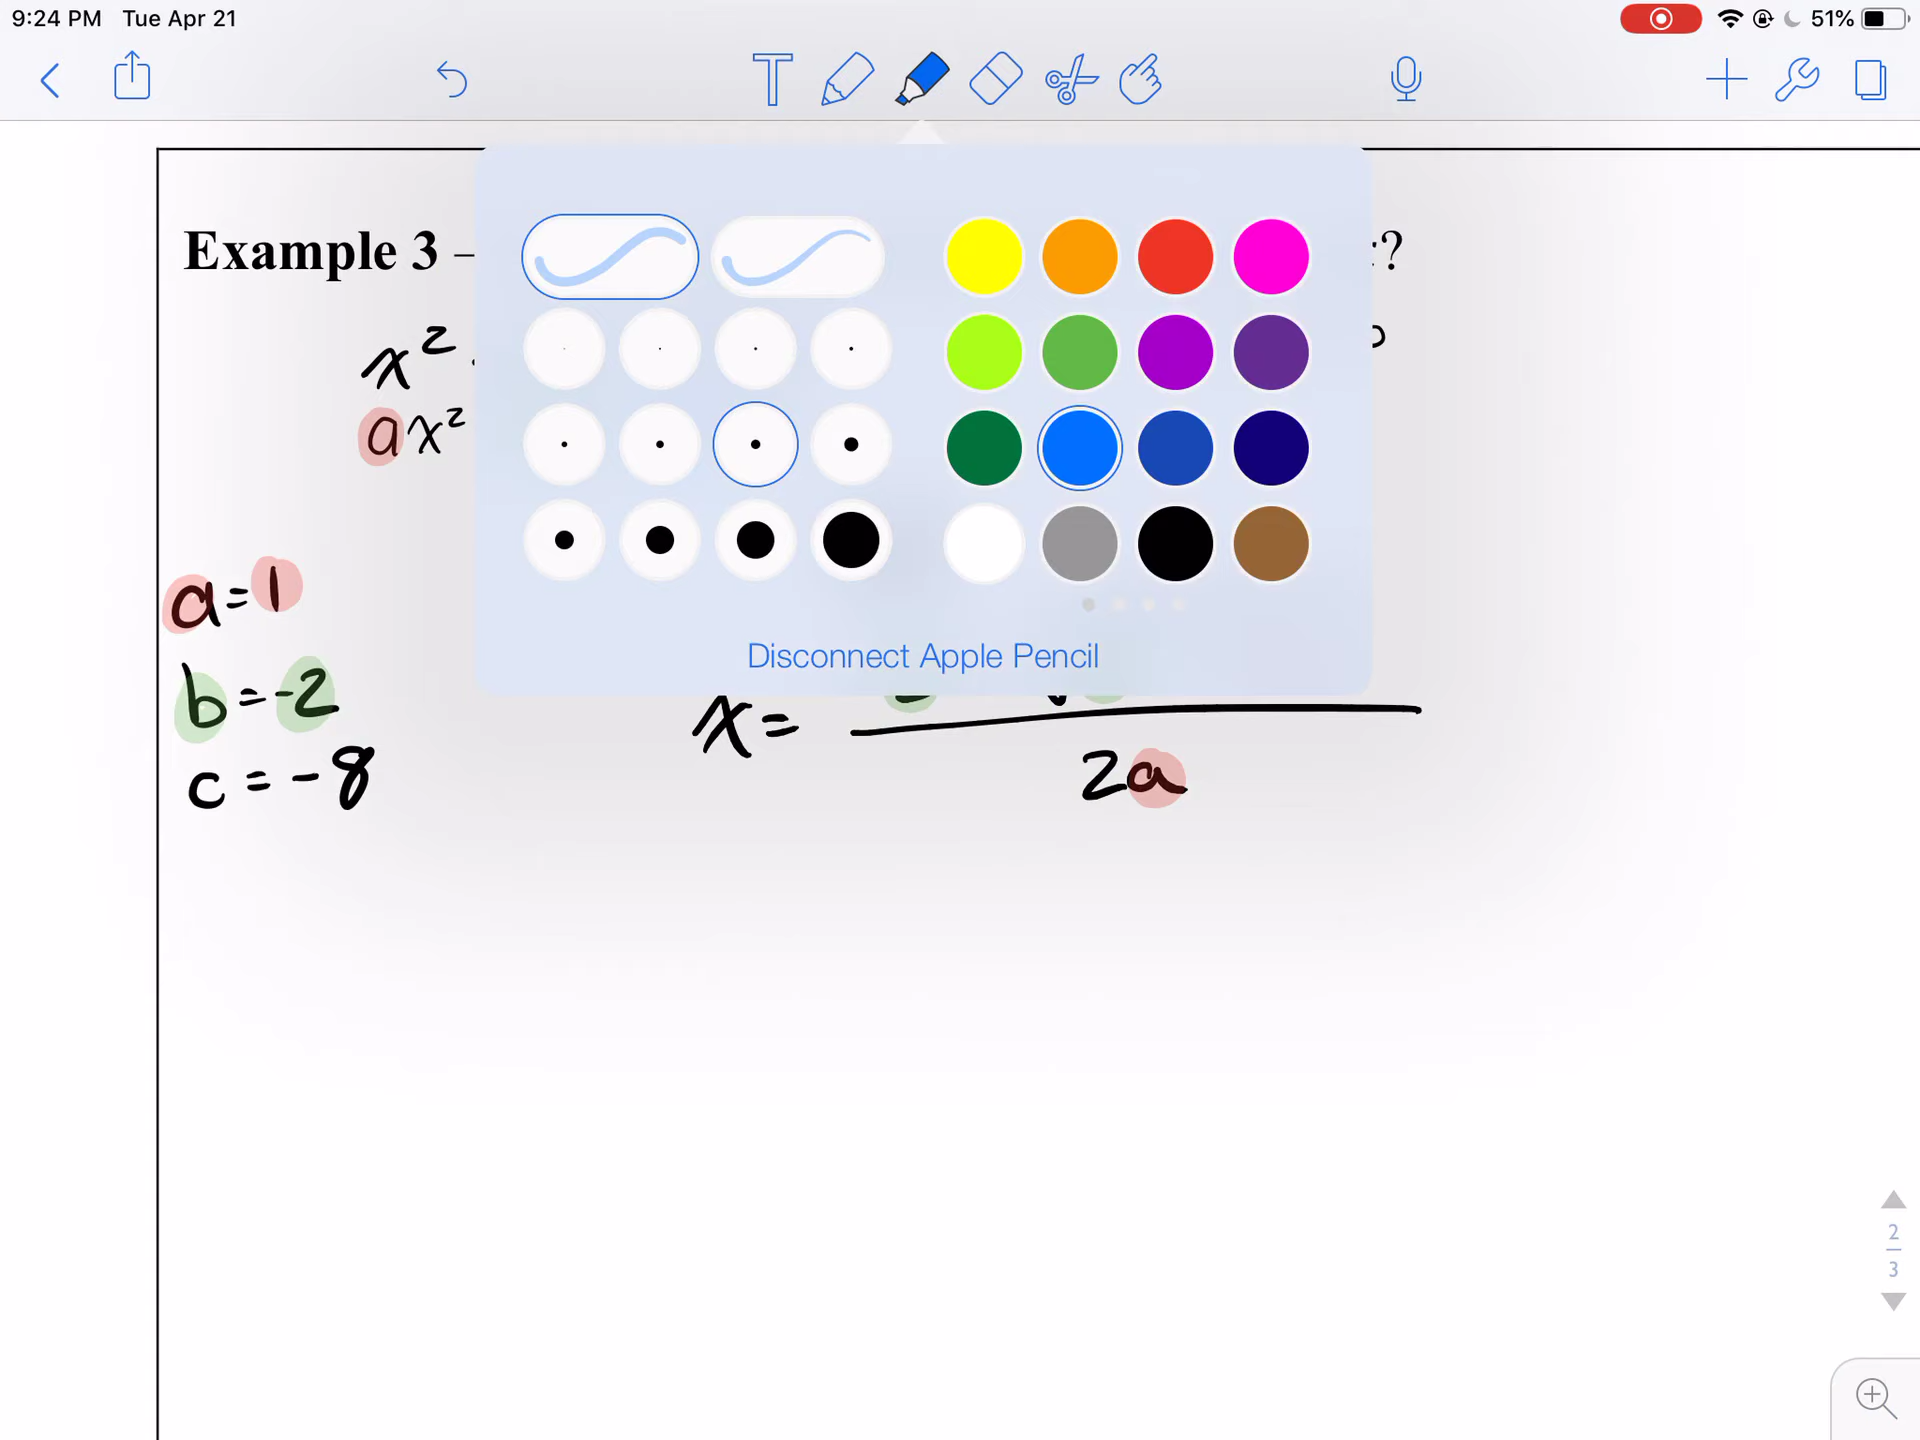 9:24 PM Tue Apr 21
51%
T
Example 3 –
?
x²
ax²
a=1
b=-2
c=-8
Disconnect Apple Pencil
x=
2a
2
3